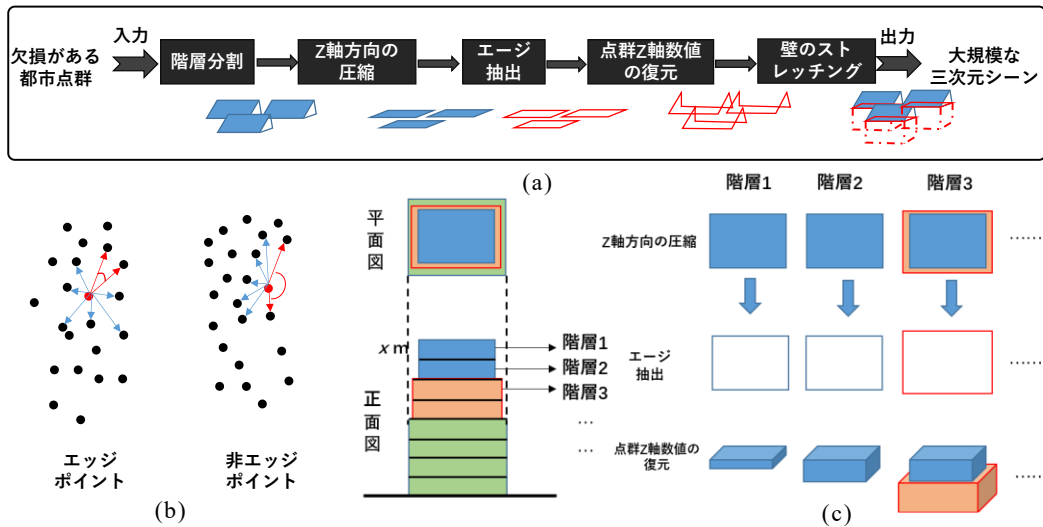 入力
欠損がある
都市点群
階層分割
Z軸方向の
圧縮
エージ
抽出
点群Z軸数値
の復元
壁のスト
レッチング
出力
大規模な
三次元シーン
(a)
エッジ
ポイント
非エッジ
ポイント
(b)
平面図
x m
階層1
階層2
階層3
正面図
...
...
階層1
階層2
階層3
Z軸方向の圧縮
......
エージ
抽出
......
点群Z軸数値の
復元
......
(c)